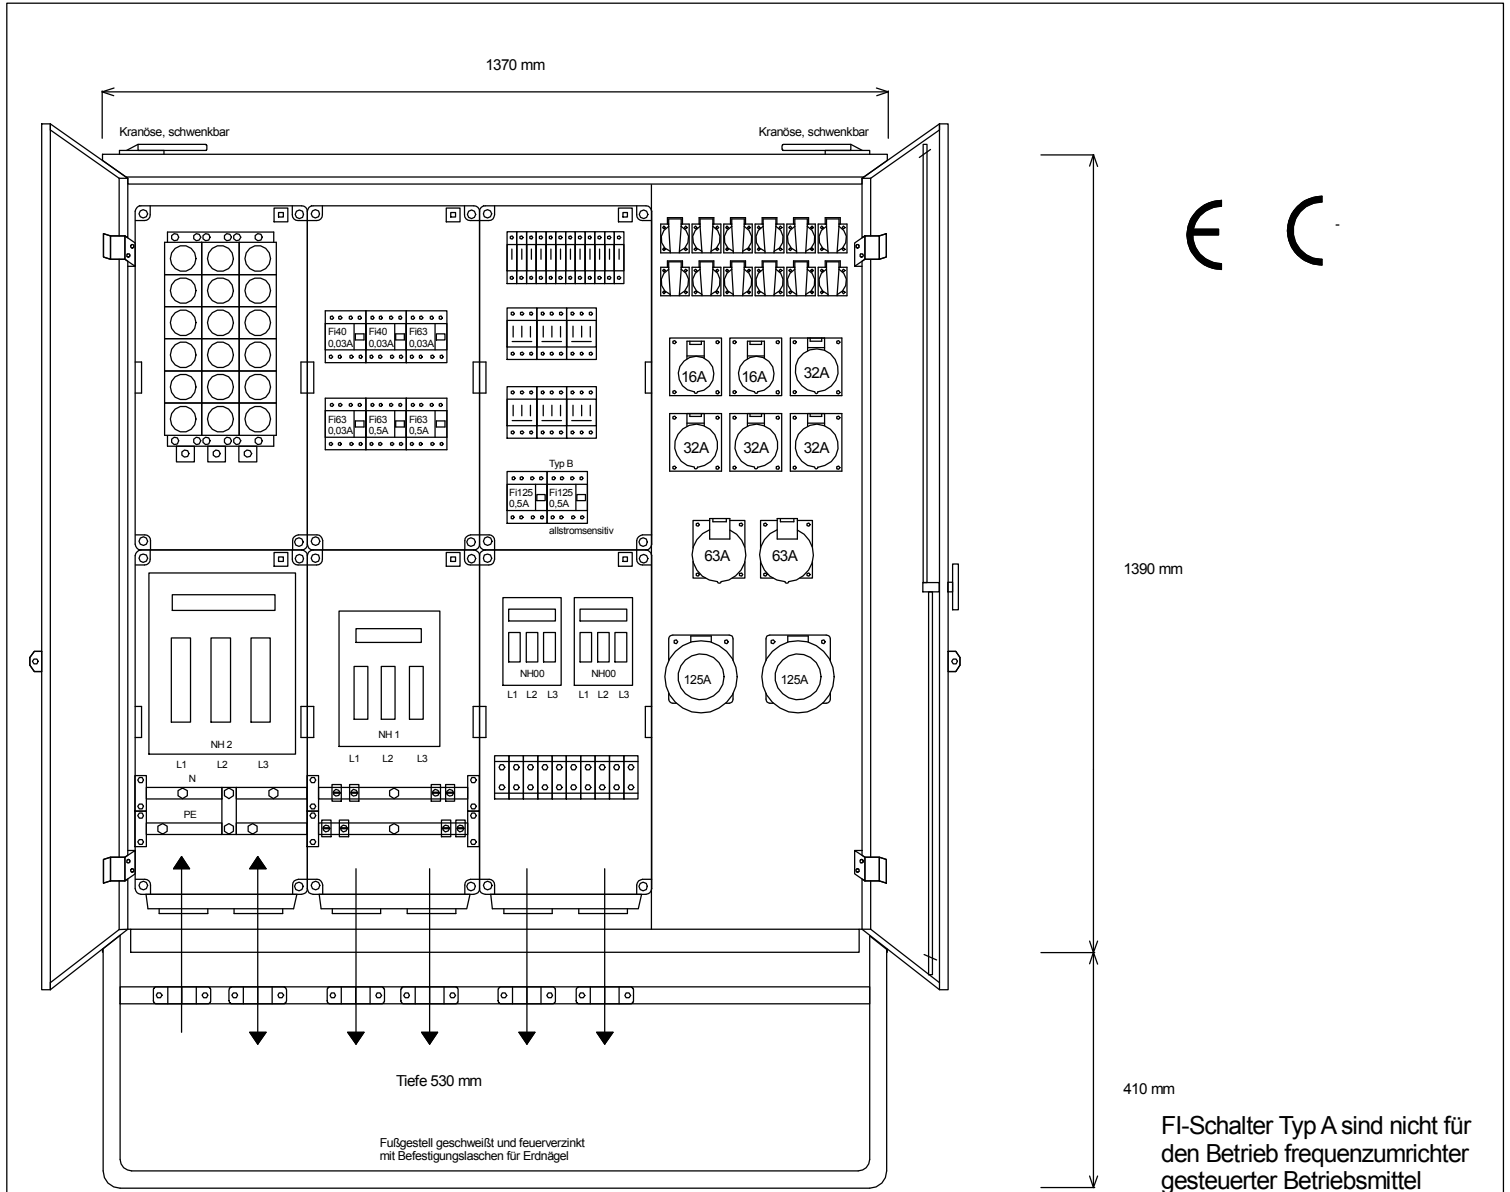 1370 mm
Kranöse, schwenkbar
Kranöse, schwenkbar
Fi40
0,03A
Fi40
0,03A
Fi63
0,03A
Fi63
0,03A
Fi63
0,5A
Fi63
0,5A
Typ B
Fi125
0,5A
Fi125
0,5A
allstromsensitiv
16A
16A
32A
32A
32A
32A
63A
63A
125A
125A
NH 2
L1 L2 L3
NH 1
L1 L2 L3
NH00
L1 L2 L3
NH00
L1 L2 L3
N
PE
1390 mm
Tiefe 530 mm
410 mm
Fußgestell geschweißt und feuerverzinkt
mit Befestigungslaschen für Erdnägel
FI-Schalter Typ A sind nicht für
den Betrieb frequenzumrichter
gesteuerter Betriebsmittel